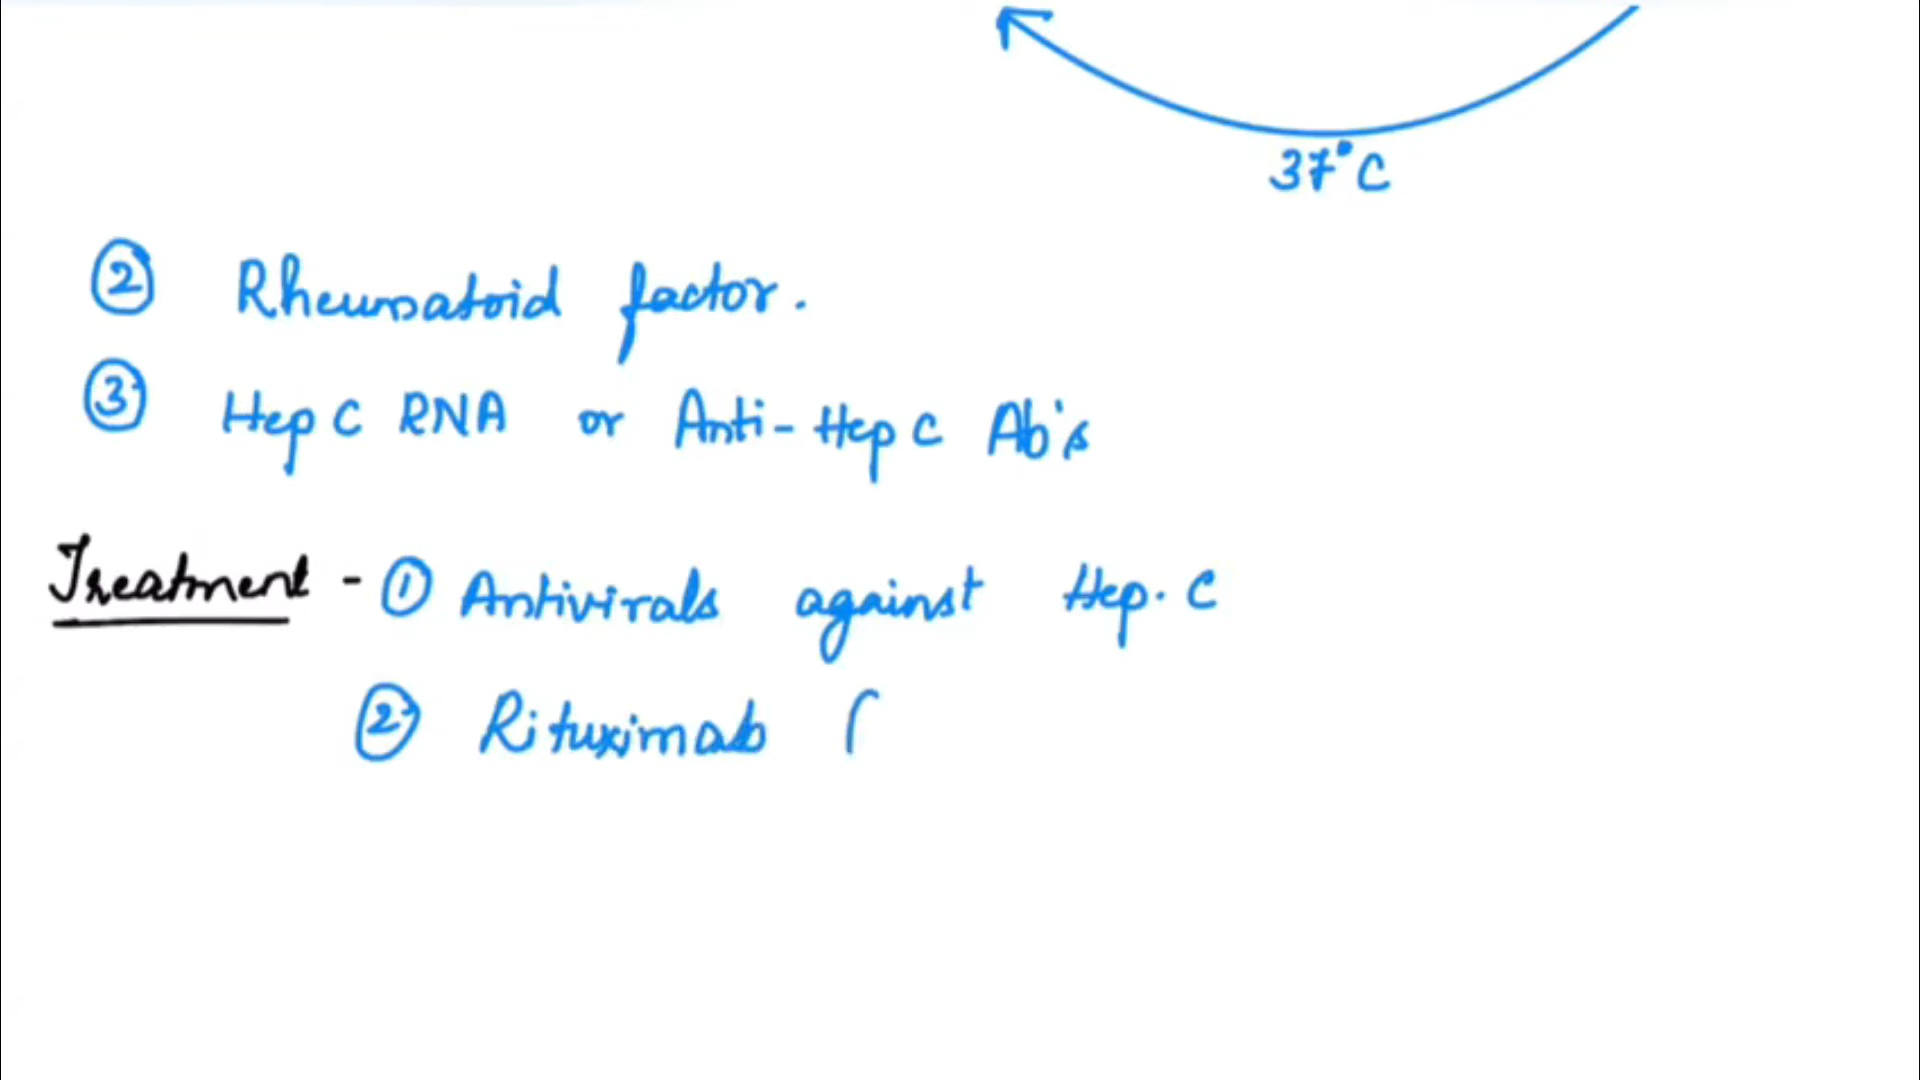 37°C
② Rheumatoid factor.
③ Hep C RNA or Anti-Hep C Ab's
Treatment - ① Antivirals against Hep. C
② Rituximab (